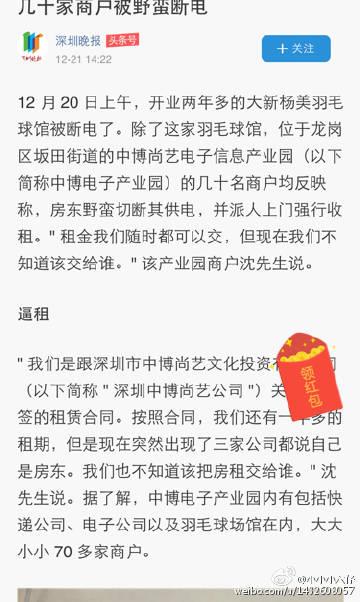 几十家商户被野蛮断电
深圳晚报 头条号
12-21 14:22
+ 关注
12 月 20 日上午，开业两年多的大新杨美羽毛
球馆被断电了。除了这家羽毛球馆，位于龙岗
区坂田街道的中博尚艺电子信息产业园（以下
简称中博电子产业园）的几十名商户均反映
称，房东野蛮切断其供电，并派人上门强行收
租。" 租金我们随时都可以交，但现在我们不
知道该交给谁。" 该产业园商户沈先生说。
逼租
" 我们是跟深圳市中博尚艺文化投资
（以下简称 " 深圳中博尚艺公司 "）
签的租赁合同。按照合同，我们还有一年多的
租期，但是现在突然出现了三家公司都说自己
是房东。我们也不知道该把房租交给谁。" 沈
先生说。据了解，中博电子产业园内有包括快
递公司、电子公司以及羽毛球场馆在内，大大
小小 70 多家商户。
领红包
weibo.com/u/1412608057